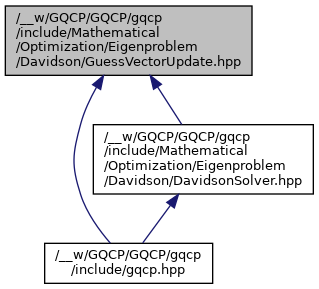 /__w/GQCP/GQCP/gqcp
/include/Mathematical
/Optimization/Eigenproblem
/Davidson/GuessVectorUpdate.hpp
/__w/GQCP/GQCP/gqcp
/include/Mathematical
/Optimization/Eigenproblem
/Davidson/DavidsonSolver.hpp
/__w/GQCP/GQCP/gqcp
/include/gqcp.hpp